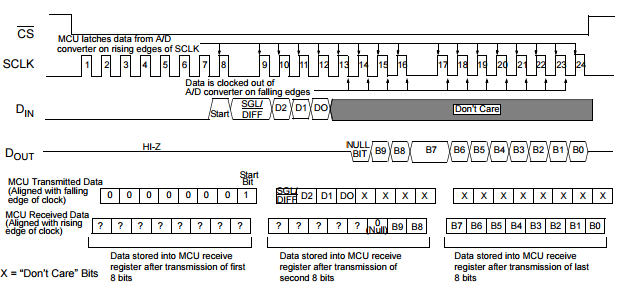 CS
MCU latches data from A/D
converter on rising edges of SCLK
SCLK
1 2 3 4 5 6 7 8 9 10 11 12 13 14 15 16 17 18 19 20 21 22 23 24
Data is clocked out of
A/D converter on falling edges
DIN
Start SGL/DIFF D2 D1 DO Don't Care
HI-Z
DOUT
NULL BIT B9 B8 B7 B6 B5 B4 B3 B2 B1 B0
Start
Bit
MCU Transmitted Data
(Aligned with falling
edge of clock)
0 0 0 0 0 0 0 1 SGL/DIFF D2 D1 DO X X X X X X X X X X X X
MCU Received Data
(Aligned with rising
edge of clock)
? ? ? ? ? ? ? ? ? ? ? ? ? 0 (Null) B9 B8 B7 B6 B5 B4 B3 B2 B1 B0
Data stored into MCU receive
register after transmission of first
8 bits
Data stored into MCU receive
register after transmission of
second 8 bits
Data stored into MCU receive
register after transmission of last
8 bits
X = “Don't Care” Bits